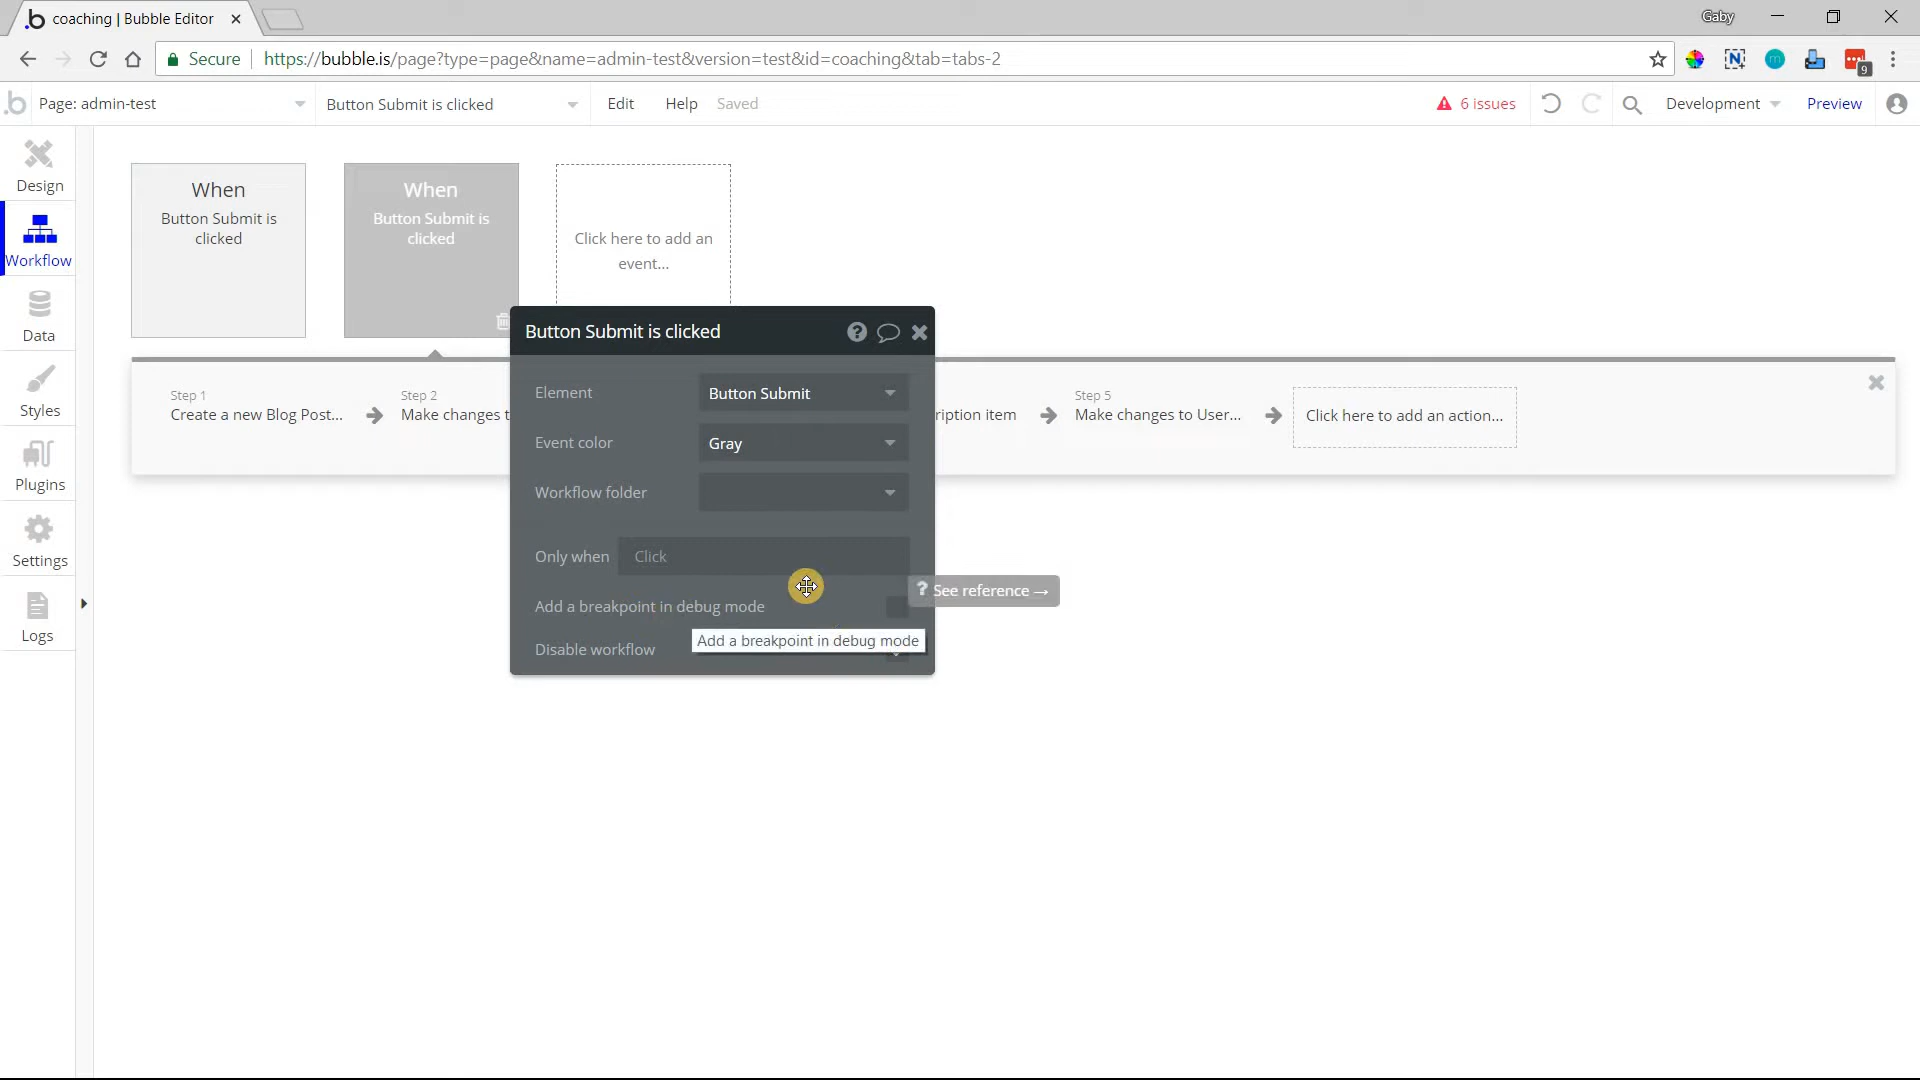 coaching | Bubble Editor
Gaby
Secure
https://bubble.is/page?type=page&name=admin-test&version=test&id=coaching&tab=tabs-2
9
Page: admin-test
Button Submit is clicked
Edit
Help
Saved
6 issues
Development
Preview
Design
Workflow
Data
Styles
Plugins
Settings
Logs
When
Button Submit is
clicked
When
Button Submit is
clicked
Click here to add an
event...
Step 1
Create a new Blog Post...
Step 2
Make changes t
ription item
Step 5
Make changes to User...
Click here to add an action...
Button Submit is clicked
Element
Button Submit
Event color
Gray
Workflow folder
Only when
Click
Add a breakpoint in debug mode
? See reference →
Add a breakpoint in debug mode
Disable workflow